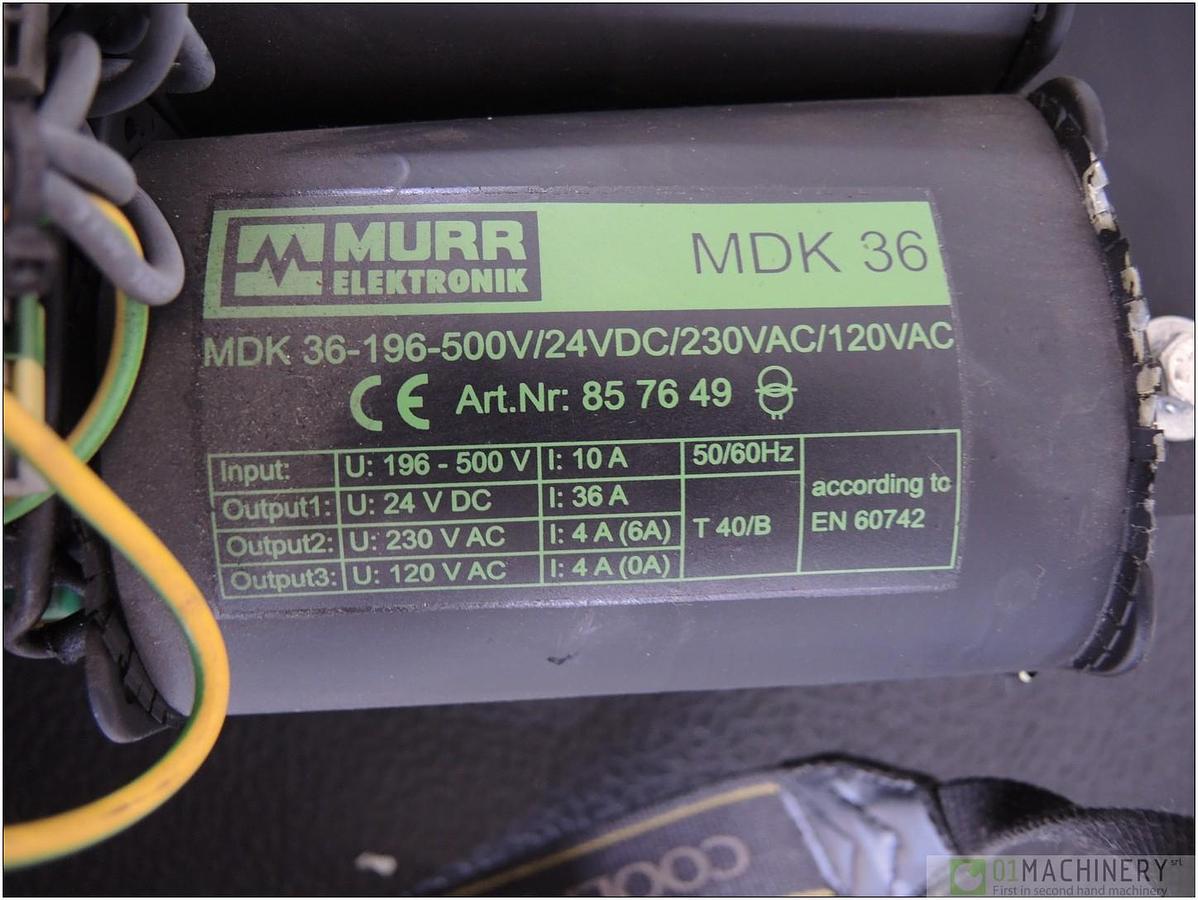 MURR
ELEKTRONIK
MDK 36
MDK 36-196-500V/24VDC/230VAC/120VAC
CE Art.Nr: 85 76 49
Input: U: 196 - 500 V I: 10 A 50/60Hz
Output1: U: 24 V DC I: 36 A
Output2: U: 230 V AC I: 4 A (6A)
Output3: U: 120 V AC I: 4 A (0A)
T 40/B
according to
EN 60742
COOL
01MACHINERY srl
First in second hand machinery